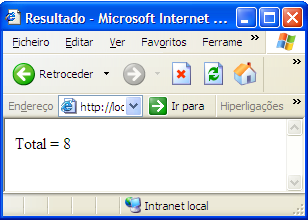 Resultado - Microsoft Internet ...
Ficheiro Editar Ver Favoritos Ferrame »
Retroceder »
Endereço http://loc Ir para Hiperligações »
Total = 8
Intranet local